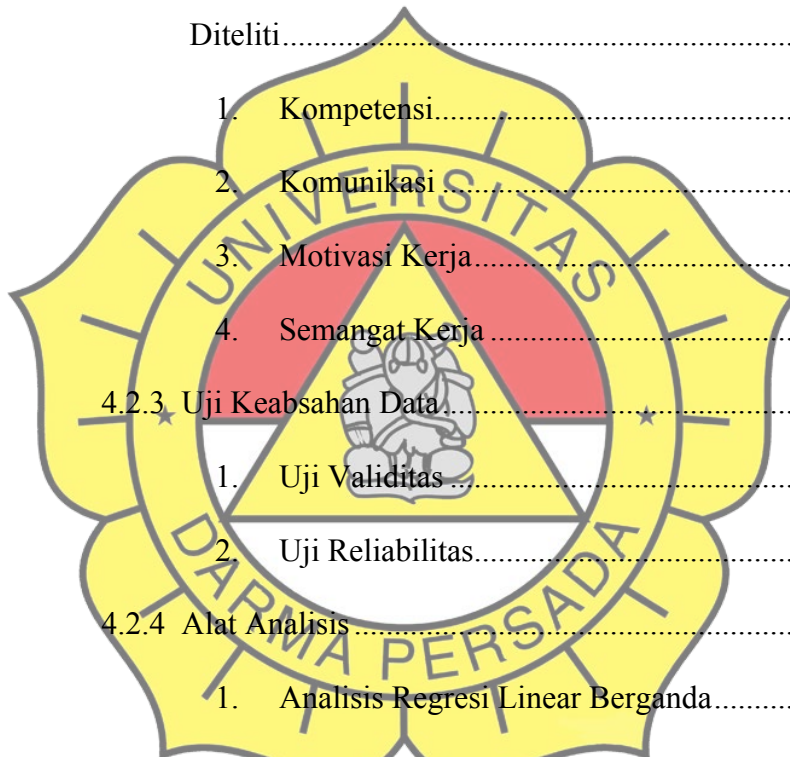 Diteliti..............................................................
1. Kompetensi..............................................
2. Komunikasi .............................................
3. Motivasi Kerja..........................................
4. Semangat Kerja .......................................
4.2.3 Uji Keabsahan Data..............................................
1. Uji Validitas .............................................
2. Uji Reliabilitas..........................................
4.2.4 Alat Analisis ........................................................
1. Analisis Regresi Linear Berganda...........
UNIVERSITAS
DARMA PERSADA